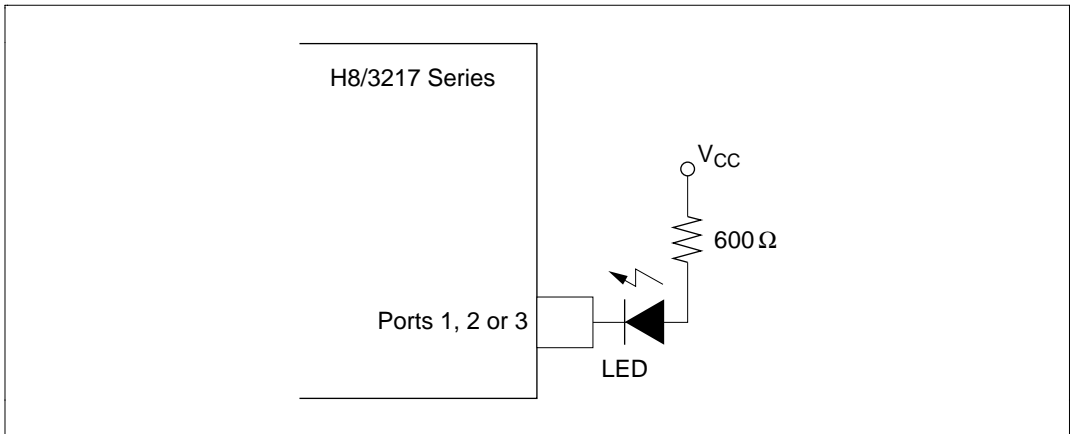 H8/3217 Series
VCC
600 Ω
Ports 1, 2 or 3
LED